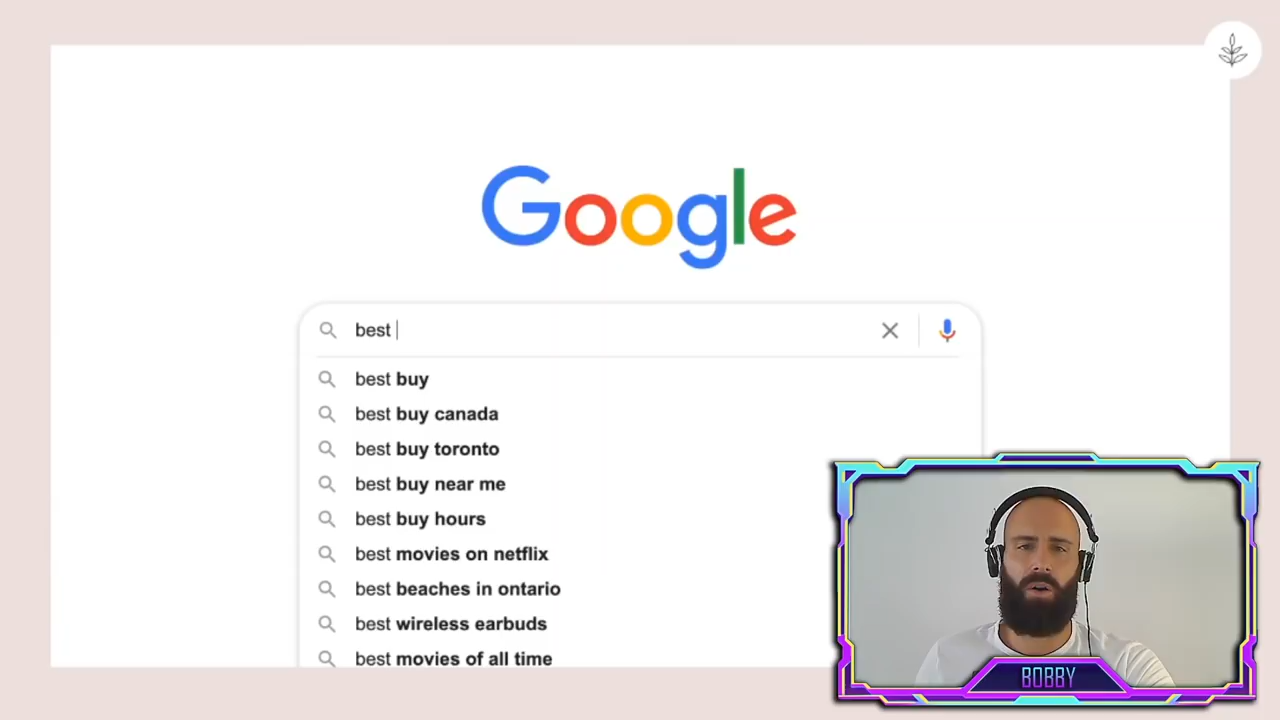 Google
best
best buy
best buy canada
best buy toronto
best buy near me
best buy hours
best movies on netflix
best beaches in ontario
best wireless earbuds
best movies of all time
BOBBY